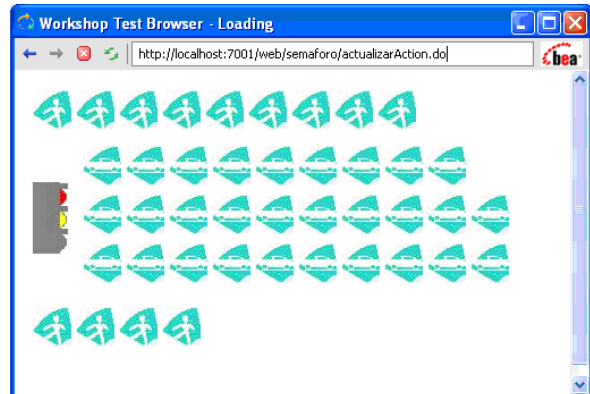 Workshop Test Browser - Loading
http://localhost:7001/web/semaforo/actualizarAction.do
bea